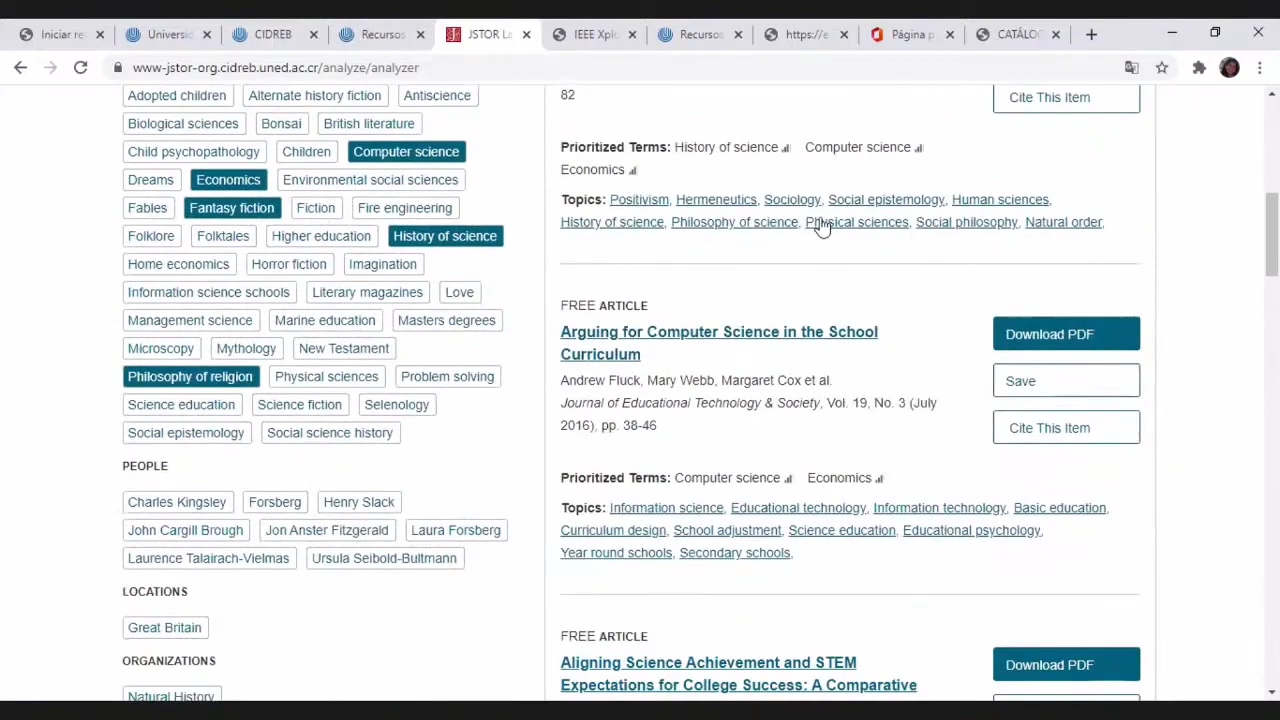 Iniciar re
Universi
CIDREB
Recursos
JSTOR La
IEEE Xplo
Recursos
https://e
Página p
CATÁLOG
www-jstor-org.cidreb.uned.ac.cr/analyze/analyzer
Adopted children
Alternate history fiction
Antiscience
Biological sciences
Bonsai
British literature
Child psychopathology
Children
Computer science
Dreams
Economics
Environmental social sciences
Fables
Fantasy fiction
Fiction
Fire engineering
Folklore
Folktales
Higher education
History of science
Home economics
Horror fiction
Imagination
Information science schools
Literary magazines
Love
Management science
Marine education
Masters degrees
Microscopy
Mythology
New Testament
Philosophy of religion
Physical sciences
Problem solving
Science education
Science fiction
Selenology
Social epistemology
Social science history
PEOPLE
Charles Kingsley
Forsberg
Henry Slack
John Cargill Brough
Jon Anster Fitzgerald
Laura Forsberg
Laurence Talairach-Vielmas
Ursula Seibold-Bultmann
LOCATIONS
Great Britain
ORGANIZATIONS
Natural History
82
Cite This Item
Prioritized Terms: History of science Computer science
Economics
Topics: Positivism, Hermeneutics, Sociology, Social epistemology, Human sciences,
History of science, Philosophy of science, Physical sciences, Social philosophy, Natural order,
FREE ARTICLE
Arguing for Computer Science in the School
Curriculum
Andrew Fluck, Mary Webb, Margaret Cox et al.
Journal of Educational Technology & Society, Vol. 19, No. 3 (July
2016), pp. 38-46
Download PDF
Save
Cite This Item
Prioritized Terms: Computer science Economics
Topics: Information science, Educational technology, Information technology, Basic education,
Curriculum design, School adjustment, Science education, Educational psychology,
Year round schools, Secondary schools,
FREE ARTICLE
Aligning Science Achievement and STEM
Expectations for College Success: A Comparative
Download PDF